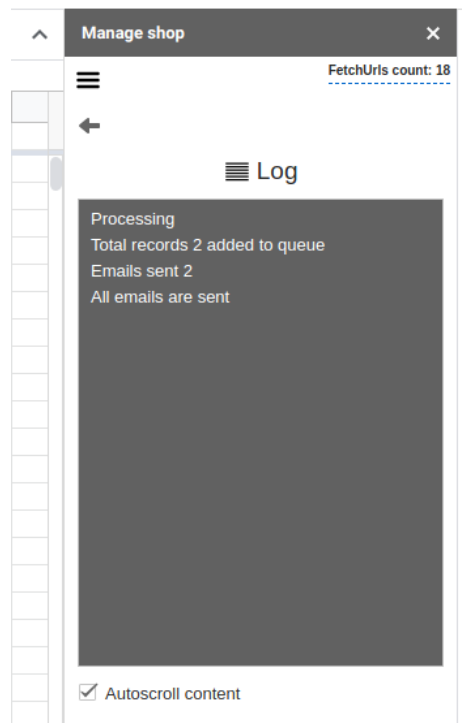 Manage shop
FetchUrls count: 18
Log
Processing
Total records 2 added to queue
Emails sent 2
All emails are sent
Autoscroll content